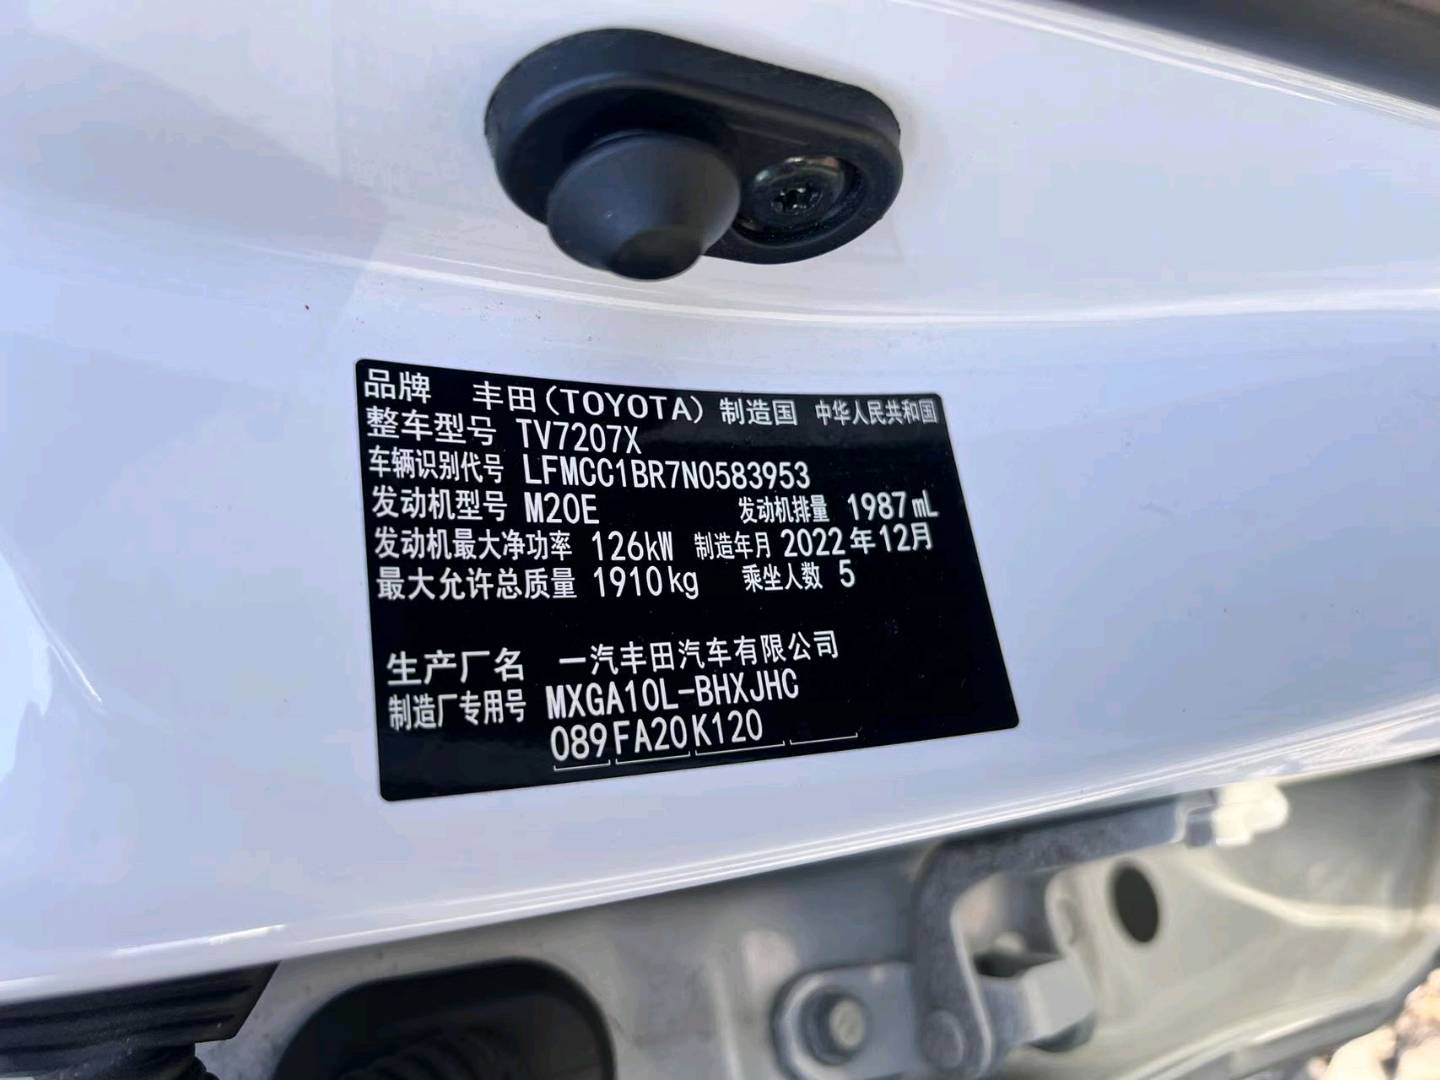 品牌 丰田(TOYOTA) 制造国 中华人民共和国
整车型号 TV7207X
车辆识别代号 LFMCC1BR7N0583953
发动机型号 M20E 发动机排量 1987mL
发动机最大净功率 126kW 制造年月 2022年12月
最大允许总质量 1910kg 乘坐人数 5
生产厂名 一汽丰田汽车有限公司
制造厂专用号 MXGA10L-BHXJHC
089 FA20 K120